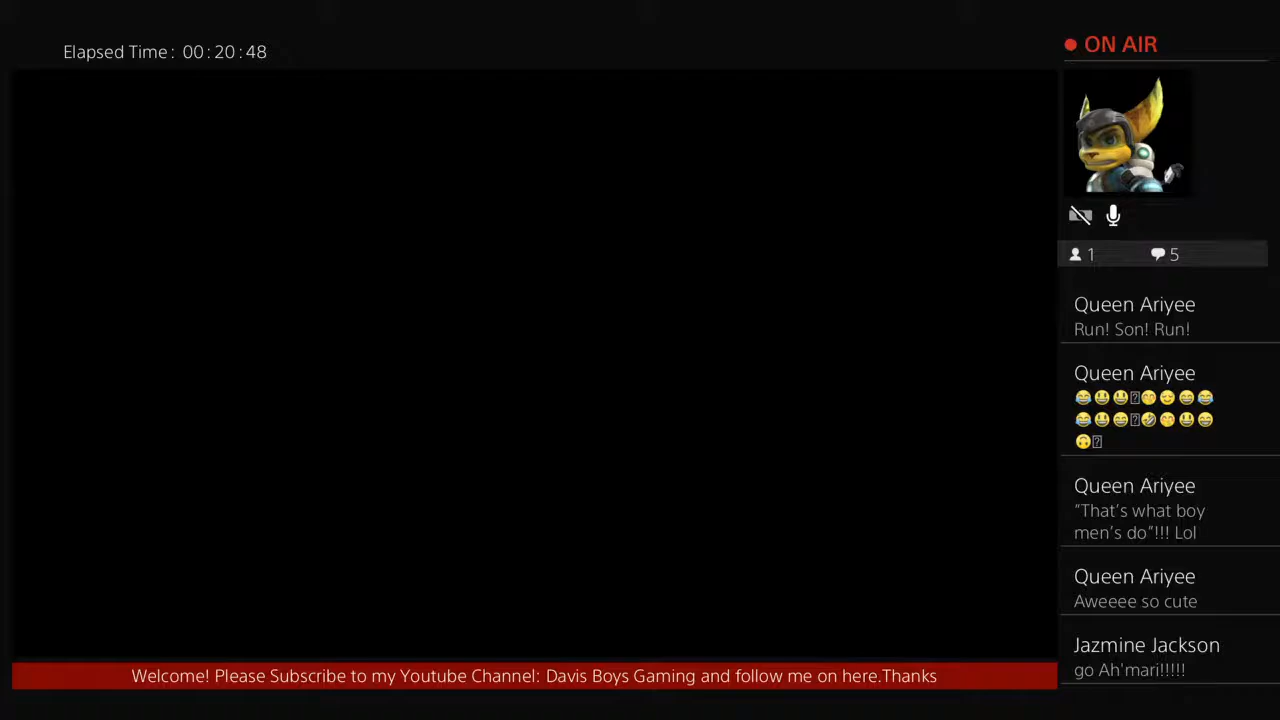 Elapsed Time: 00:20:48
ON AIR
1 5
Queen Ariyee
Run! Son! Run!
Queen Ariyee
😂😃😃⍰🤭😌😄😂
😂😃😄⍰🤣🤭😃😄
🙃⍰
Queen Ariyee
"That's what boy
men's do"!!! Lol
Queen Ariyee
Aweeee so cute
Jazmine Jackson
go Ah'mari!!!!!
Welcome! Please Subscribe to my Youtube Channel: Davis Boys Gaming and follow me on here.Thanks